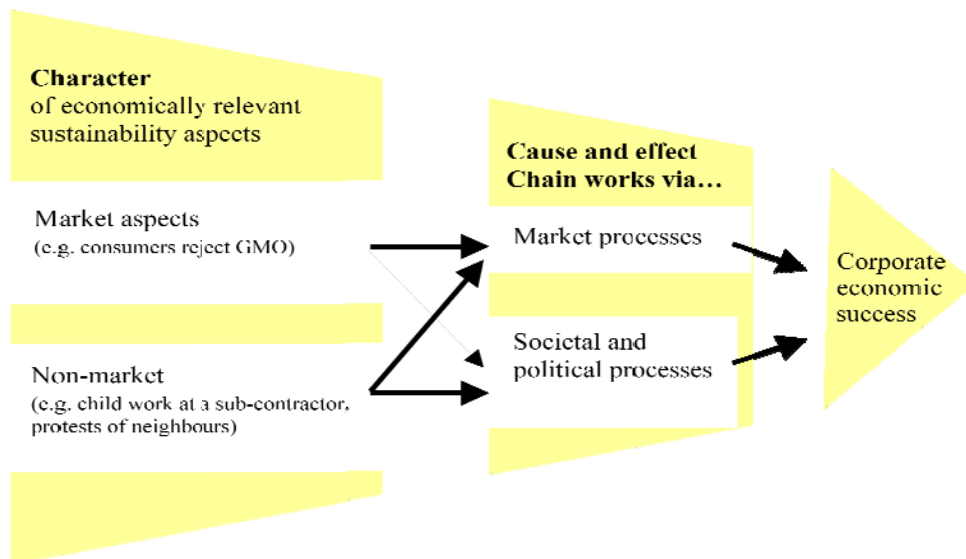 Character
of economically relevant
sustainability aspects
Market aspects
(e.g. consumers reject GMO)
Non-market
(e.g. child work at a sub-contractor,
protests of neighbours)
Cause and effect
Chain works via…
Market processes
Societal and
political processes
Corporate
economic
success